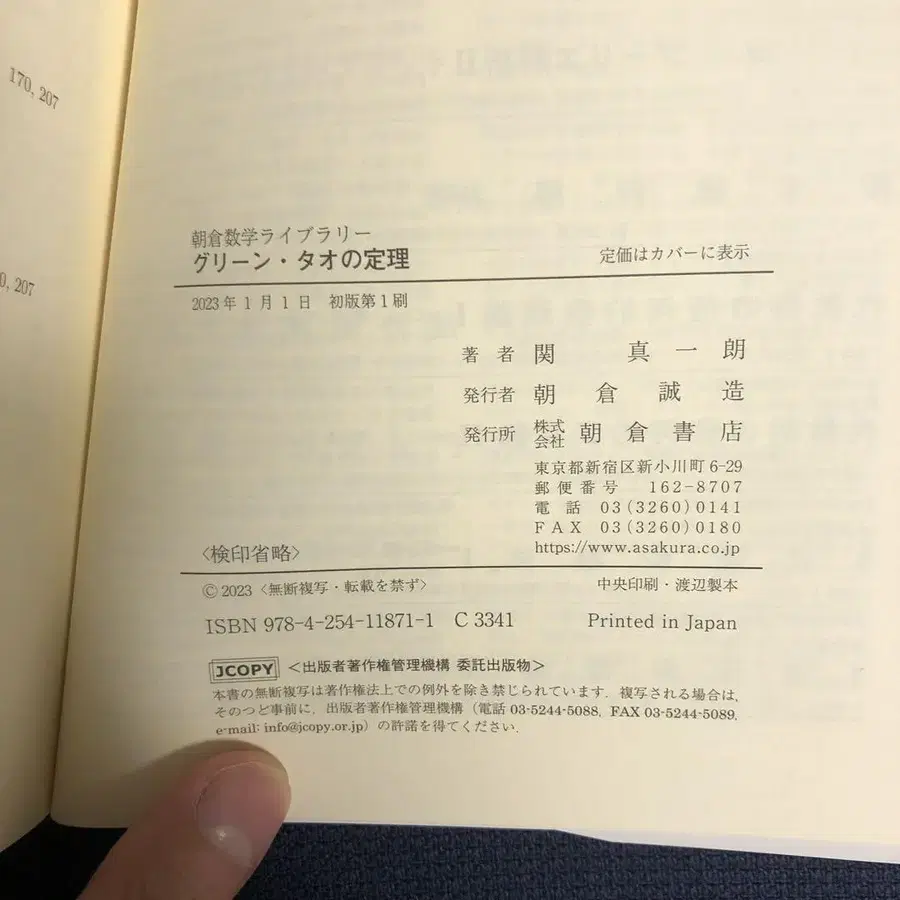 170, 207
0, 207
朝倉数学ライブラリー
グリーン・タオの定理
定価はカバーに表示
2023年1月1日 初版第1刷
著者 関 真一朗
発行者 朝倉誠造
発行所 株式会社 朝倉書店
東京都新宿区新小川町6-29
郵便番号 162-8707
電話 03(3260)0141
FAX 03(3260)0180
https://www.asakura.co.jp
〈検印省略〉
© 2023 〈無断複写・転載を禁ず〉 中央印刷・渡辺製本
ISBN 978-4-254-11871-1 C 3341 Printed in Japan
JCOPY <出版者著作権管理機構 委託出版物>
本書の無断複写は著作権法上での例外を除き禁じられています．複写される場合は，
そのつど事前に，出版者著作権管理機構（電話 03-5244-5088，FAX 03-5244-5089，
e-mail: info@jcopy.or.jp）の許諾を得てください．